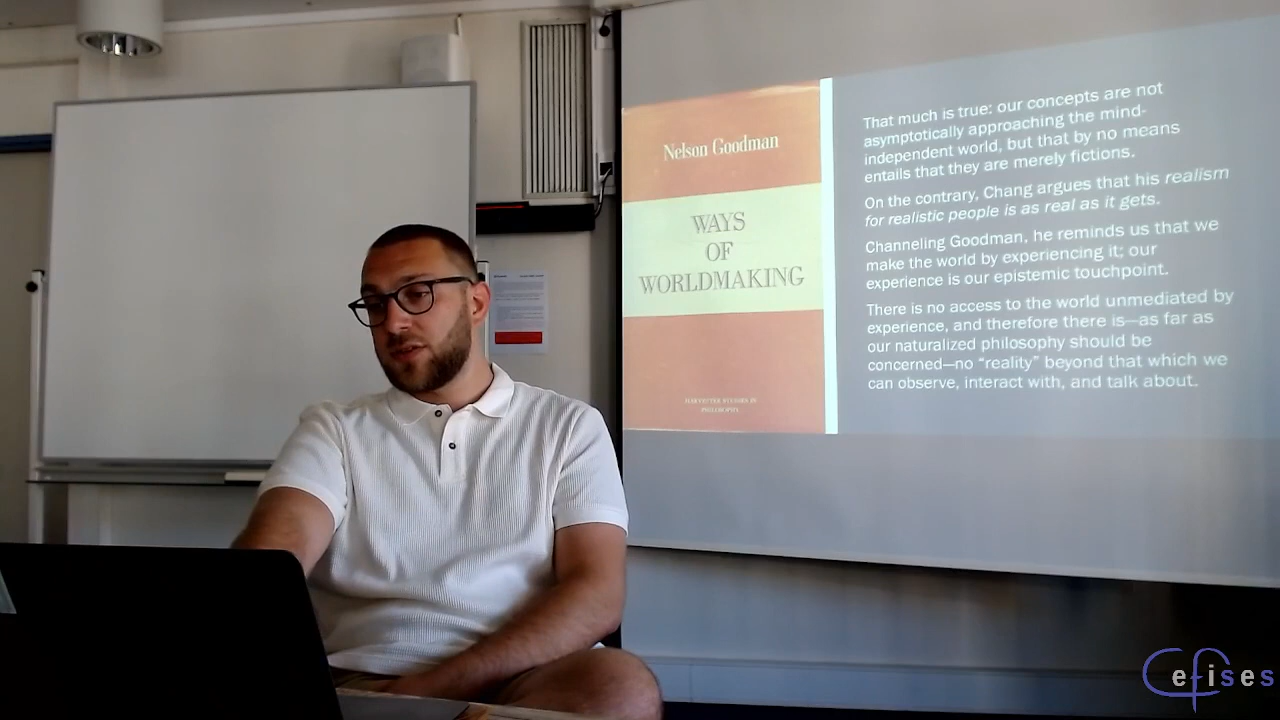 Nelson Goodman
WAYS
OF
WORLDMAKING
HARVESTER STUDIES IN
PHILOSOPHY
That much is true: our concepts are not
asymptotically approaching the mind-
independent world, but that by no means
entails that they are merely fictions.
On the contrary, Chang argues that his realism
for realistic people is as real as it gets.
Channeling Goodman, he reminds us that we
make the world by experiencing it; our
experience is our epistemic touchpoint.
There is no access to the world unmediated by
experience, and therefore there is—as far as
our naturalized philosophy should be
concerned—no “reality” beyond that which we
can observe, interact with, and talk about.
Cefises